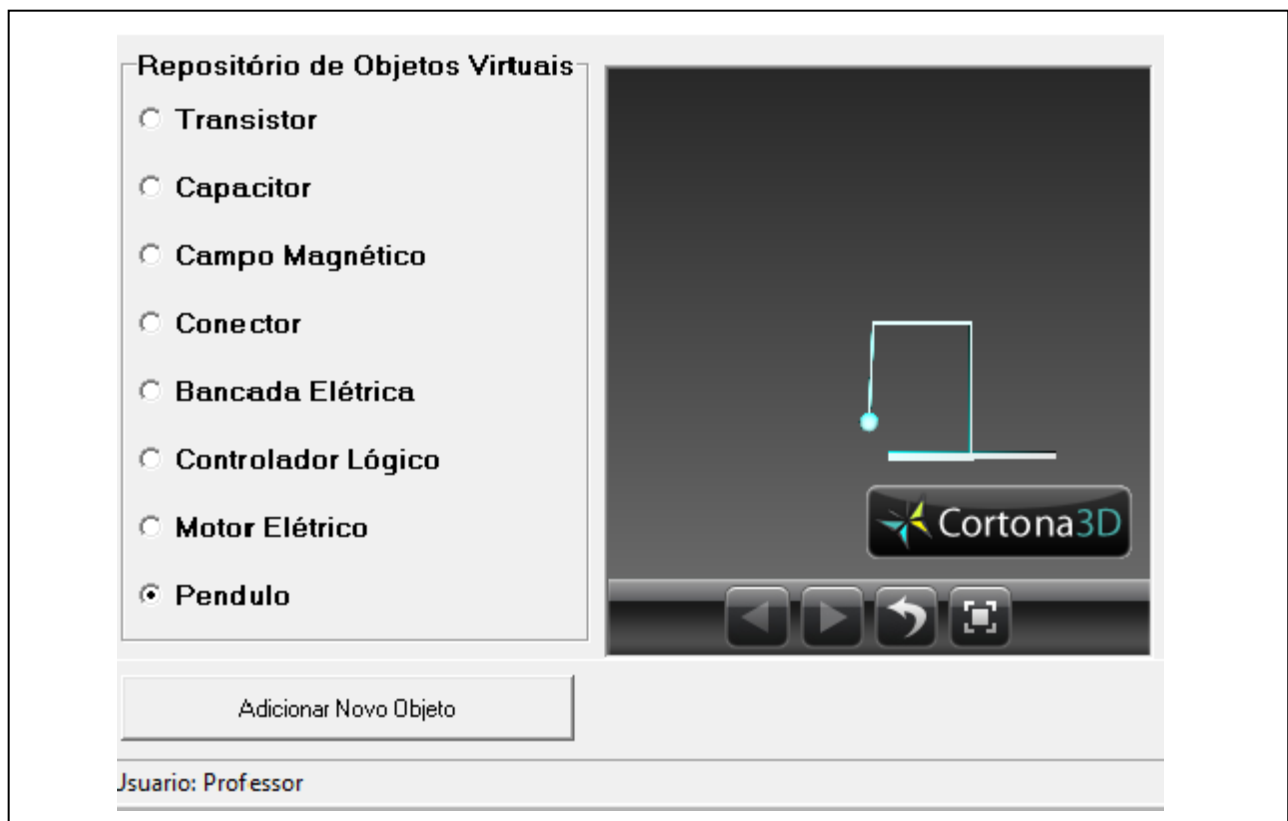 Repositório de Objetos Virtuais
Transistor
Capacitor
Campo Magnético
Conector
Bancada Elétrica
Controlador Lógico
Motor Elétrico
Pendulo
Cortona3D
Adicionar Novo Objeto
Usuario: Professor